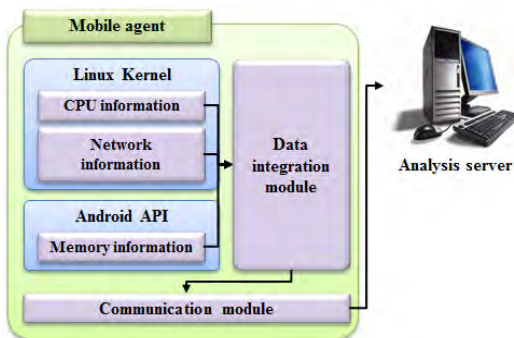 Mobile agent
Linux Kernel
CPU information
Network
information
Android API
Memory information
Data
integration
module
Communication module
Analysis server